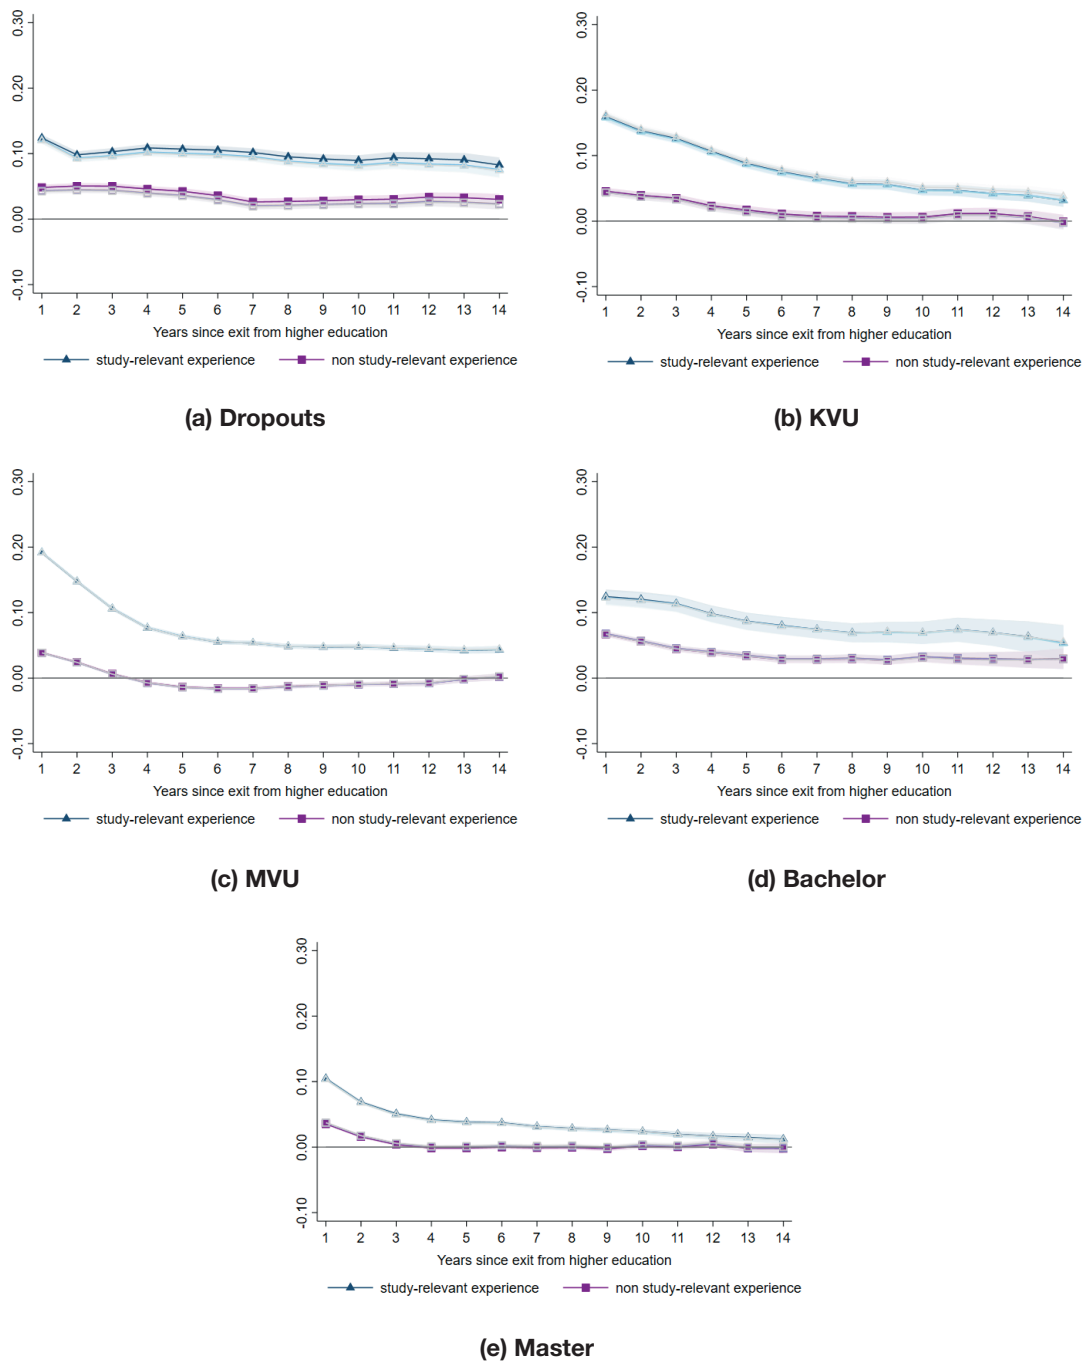 0.30
0.20
0.10
0.00
-0.10
1 2 3 4 5 6 7 8 9 10 11 12 13 14
Years since exit from higher education
study-relevant experience non study-relevant experience
(a) Dropouts
0.30
0.20
0.10
0.00
-0.10
1 2 3 4 5 6 7 8 9 10 11 12 13 14
Years since exit from higher education
study-relevant experience non study-relevant experience
(b) KVU
0.30
0.20
0.10
0.00
-0.10
1 2 3 4 5 6 7 8 9 10 11 12 13 14
Years since exit from higher education
study-relevant experience non study-relevant experience
(c) MVU
0.30
0.20
0.10
0.00
-0.10
1 2 3 4 5 6 7 8 9 10 11 12 13 14
Years since exit from higher education
study-relevant experience non study-relevant experience
(d) Bachelor
0.30
0.20
0.10
0.00
-0.10
1 2 3 4 5 6 7 8 9 10 11 12 13 14
Years since exit from higher education
study-relevant experience non study-relevant experience
(e) Master